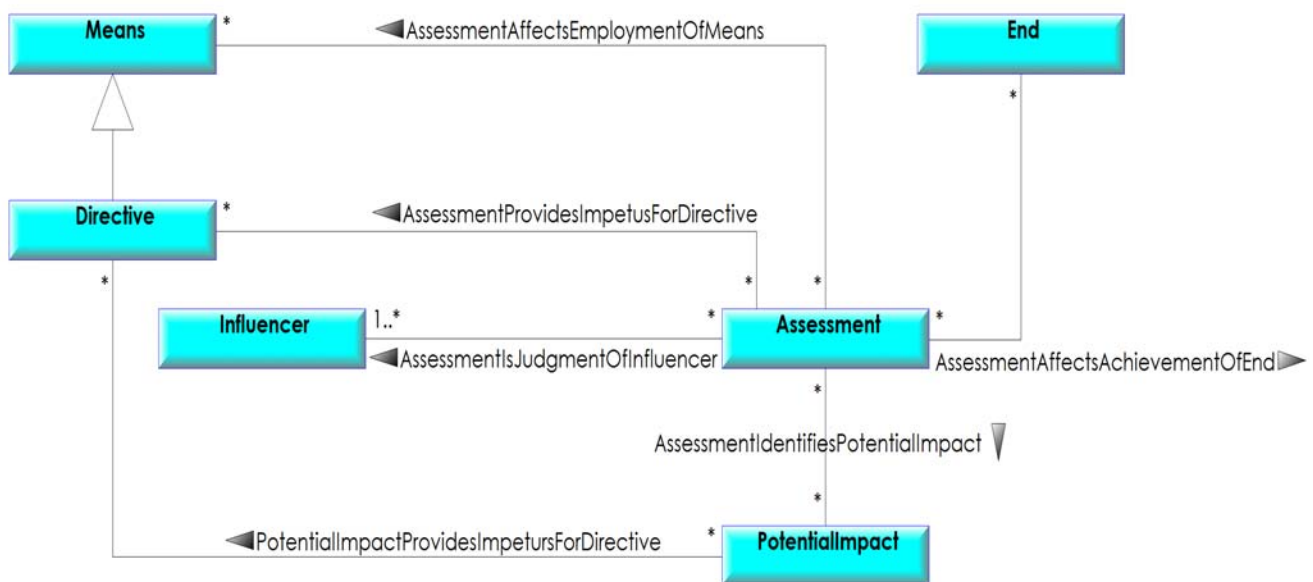 Means
*
AssessmentAffectsEmploymentOfMeans
End
*
Directive
*
AssessmentProvidesImpetusForDirective
*
*
*
Influencer
1..*
*
Assessment
*
AssessmentIsJudgmentOfInfluencer
AssessmentAffectsAchievementOfEnd
*
AssessmentIdentifiesPotentialImpact
*
PotentialImpactProvidesImpetursForDirective
*
PotentialImpact